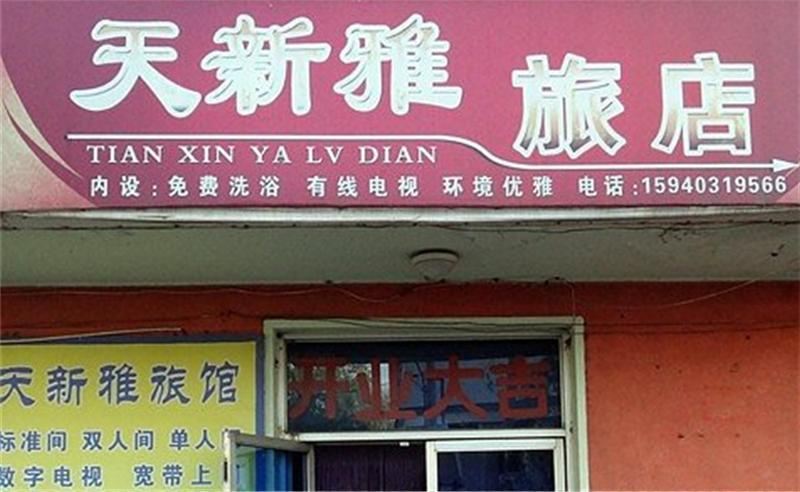 天新雅 旅店
TIAN XIN YA LV DIAN
内设:免费洗浴 有线电视 环境优雅 电话:15940319566
开业大吉
天新雅旅馆
标准间 双人间 单人
数字电视 宽带上